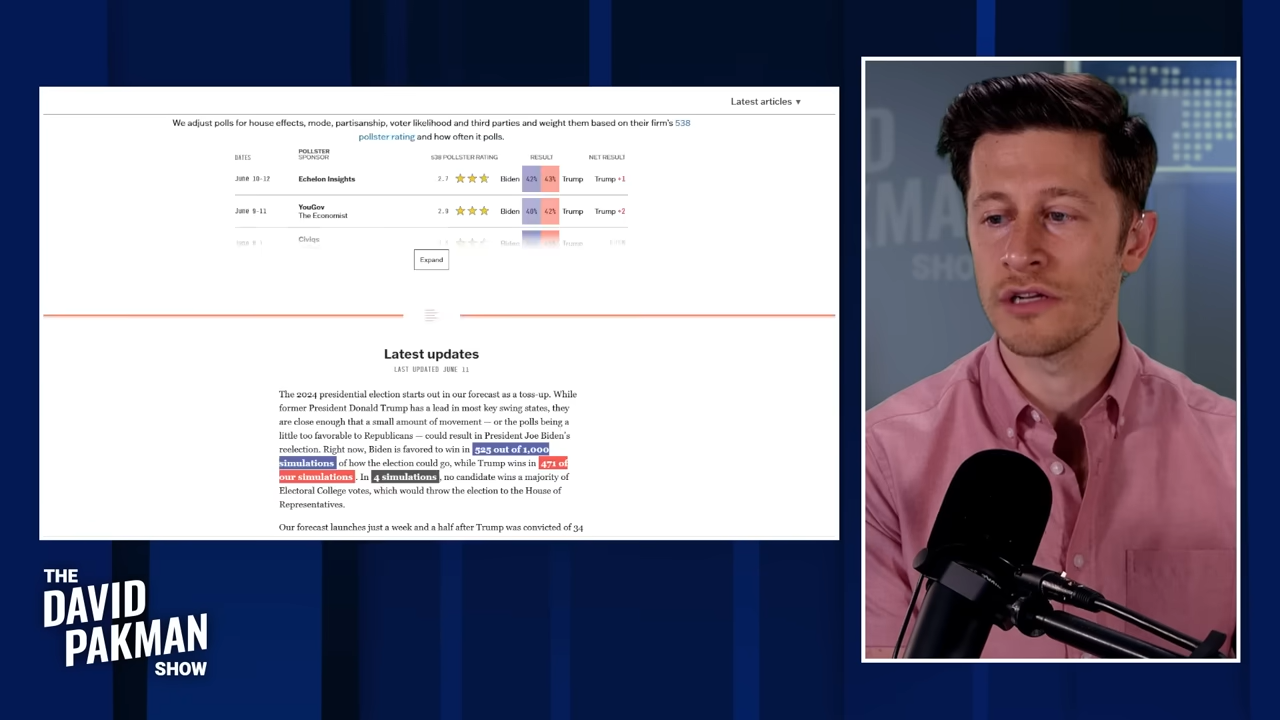 Latest articles ▼
We adjust polls for house effects, mode, partisanship, voter likelihood and third parties and weight them based on their firm's 538
pollster rating and how often it polls.
DATES POLLSTER SPONSOR 538 POLLSTER RATING RESULT NET RESULT
June 10-12 Echelon Insights 2.7 ★★★ Biden 42% 43% Trump Trump +1
June 9-11 YouGov The Economist 2.9 ★★★ Biden 40% 42% Trump Trump +2
Civiqs Biden Trump
Expand
Latest updates
LAST UPDATED JUNE 11
The 2024 presidential election starts out in our forecast as a toss-up. While
former President Donald Trump has a lead in most key swing states, they
are close enough that a small amount of movement — or the polls being a
little too favorable to Republicans — could result in President Joe Biden's
reelection. Right now, Biden is favored to win in 525 out of 1,000
simulations of how the election could go, while Trump wins in 471 of
our simulations. In 4 simulations, no candidate wins a majority of
Electoral College votes, which would throw the election to the House of
Representatives.
Our forecast launches just a week and a half after Trump was convicted of 34
THE
DAVID
PAKMAN
SHOW